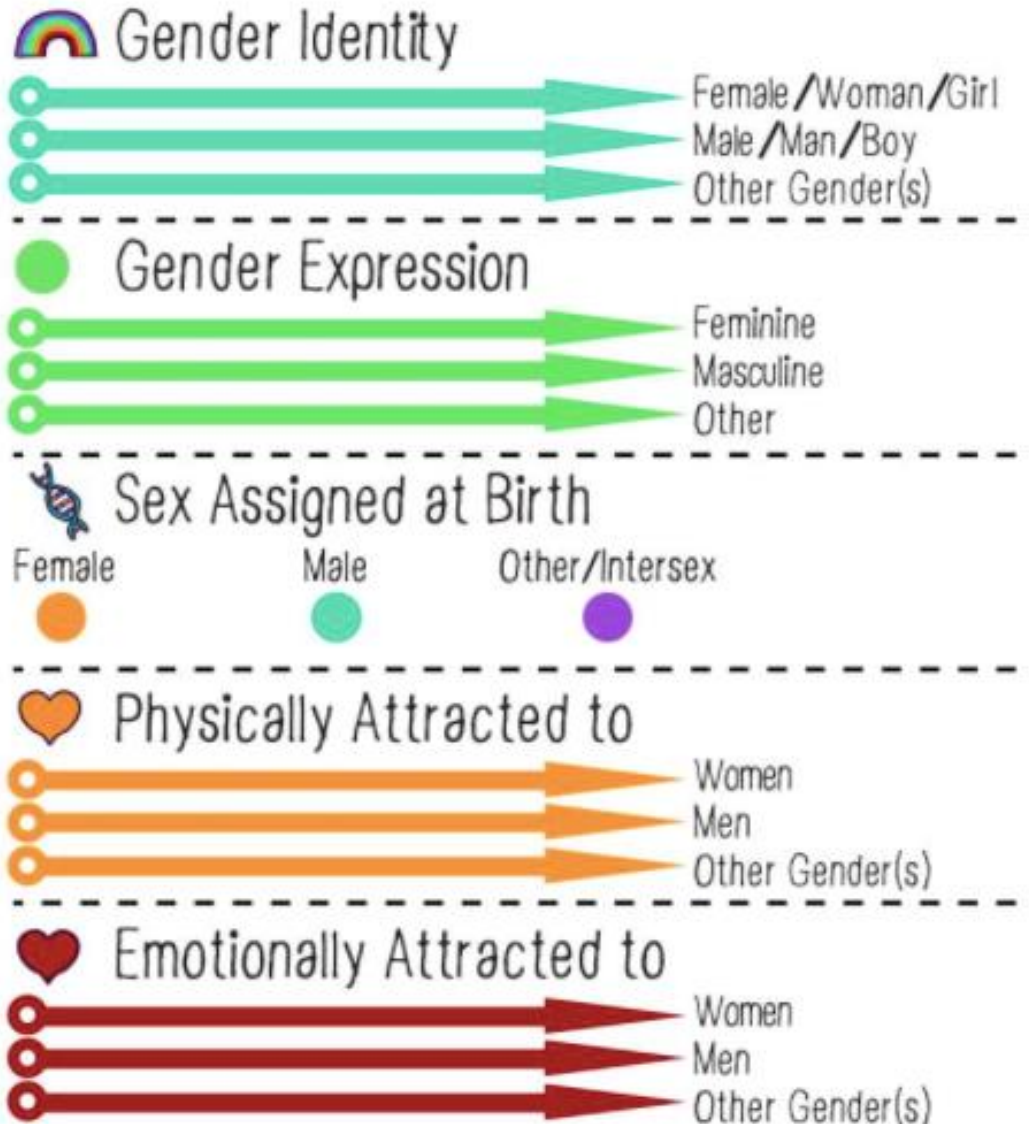 Gender Identity
Female/Woman/Girl
Male/Man/Boy
Other Gender(s)
Gender Expression
Feminine
Masculine
Other
Sex Assigned at Birth
Female Male Other/Intersex
Physically Attracted to
Women
Men
Other Gender(s)
Emotionally Attracted to
Women
Men
Other Gender(s)